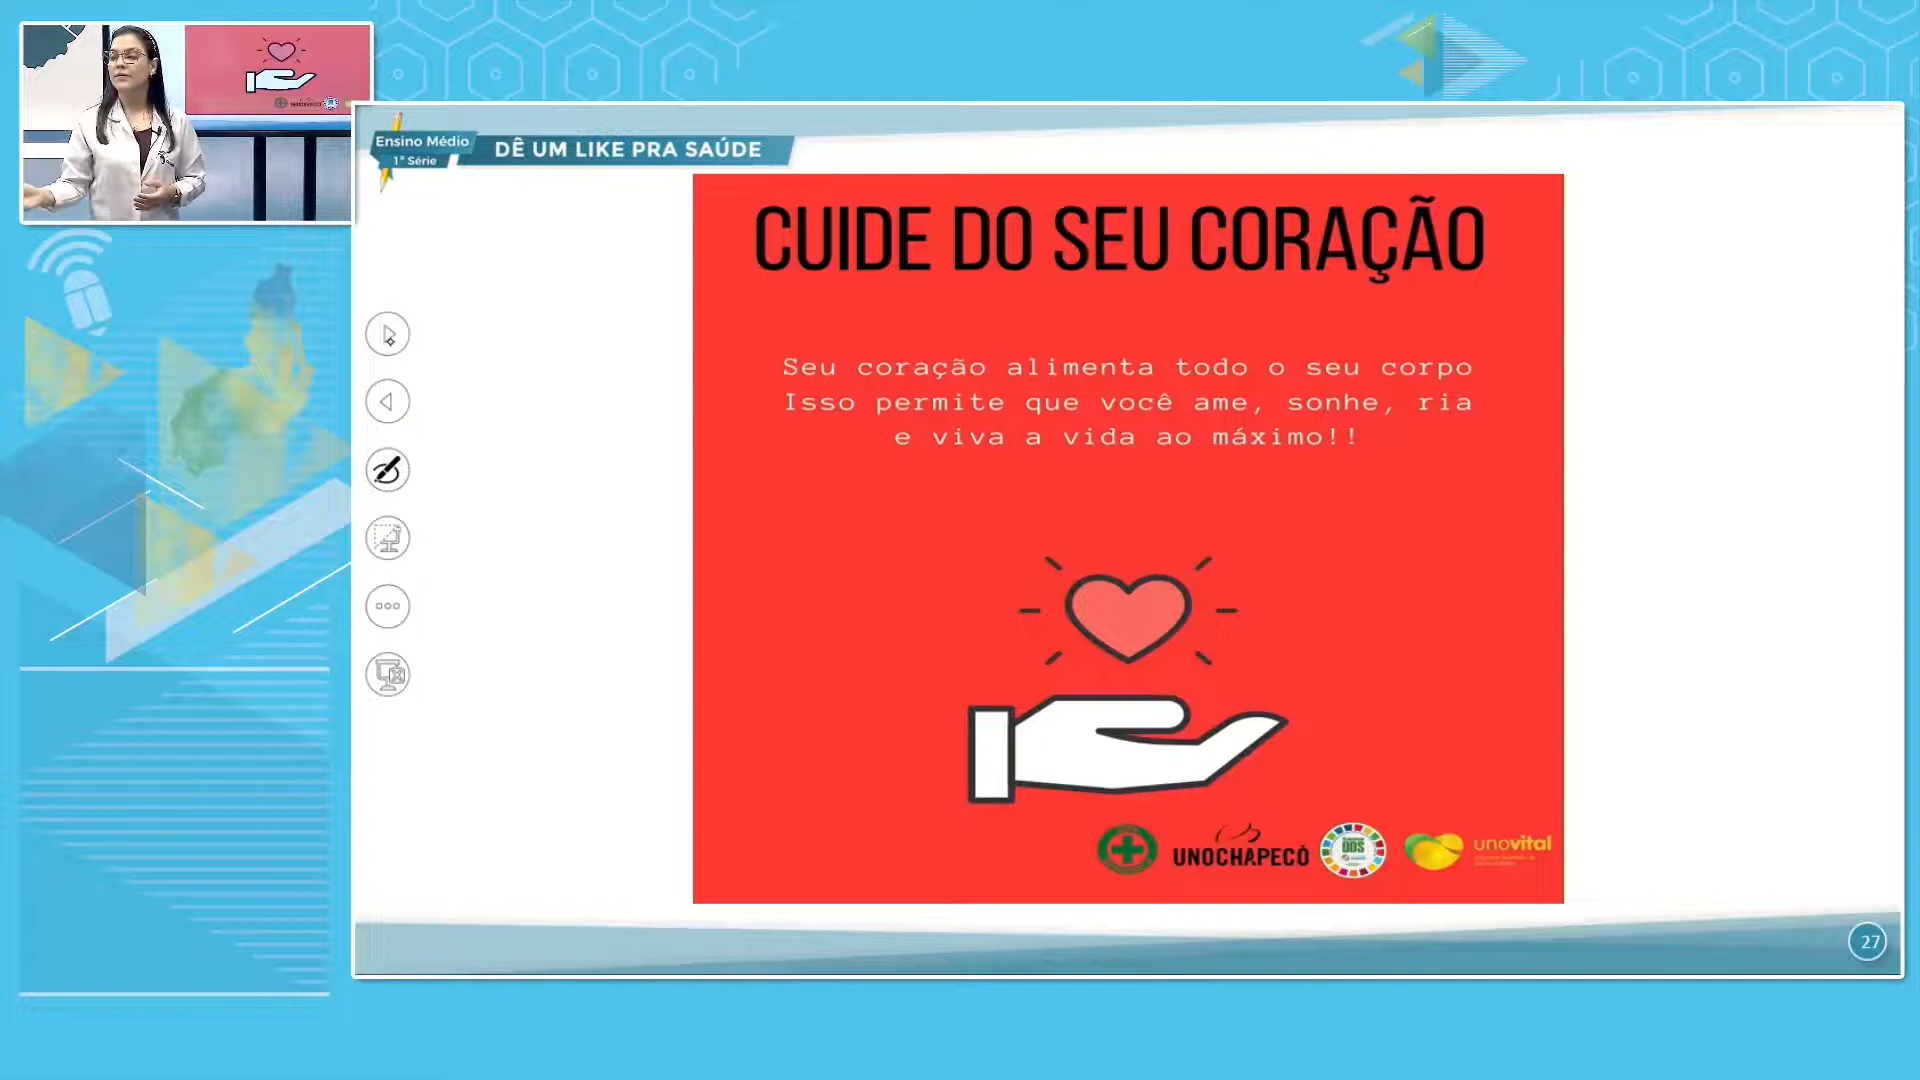 Ensino Médio
1ª Série
DÊ UM LIKE PRA SAÚDE
CUIDE DO SEU CORAÇÃO
Seu coração alimenta todo o seu corpo
Isso permite que você ame, sonhe, ria
e viva a vida ao máximo!!
UNOCHAPECÓ
ODS
unovital
27